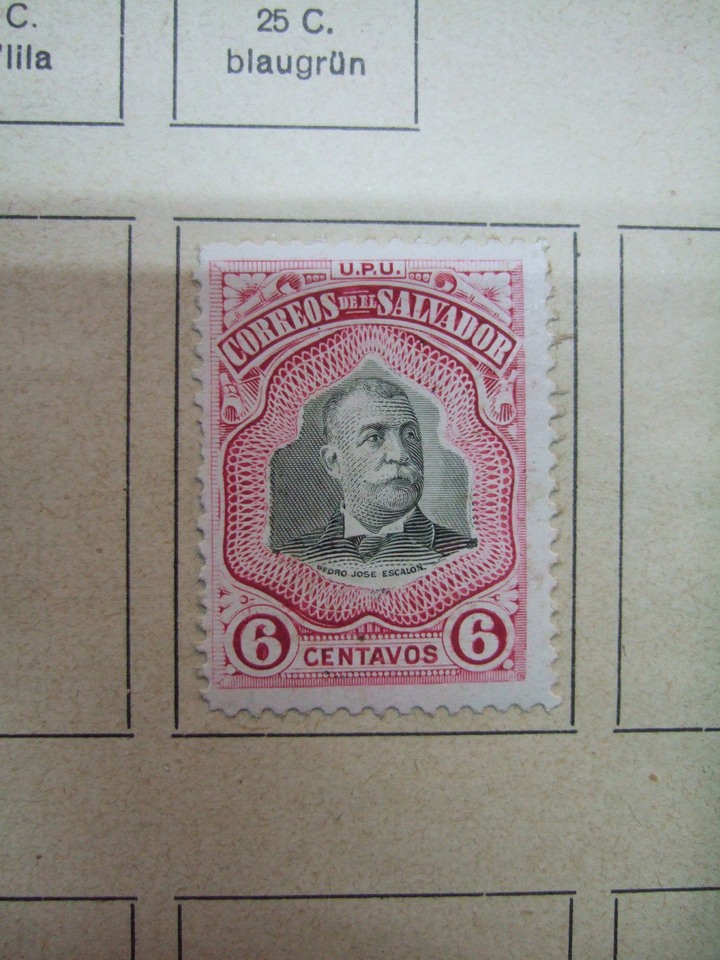 C.
'lila
25 C.
blaugrün
U.P.U.
CORREOS DE EL SALVADOR
PEDRO JOSE ESCALON
6 CENTAVOS 6